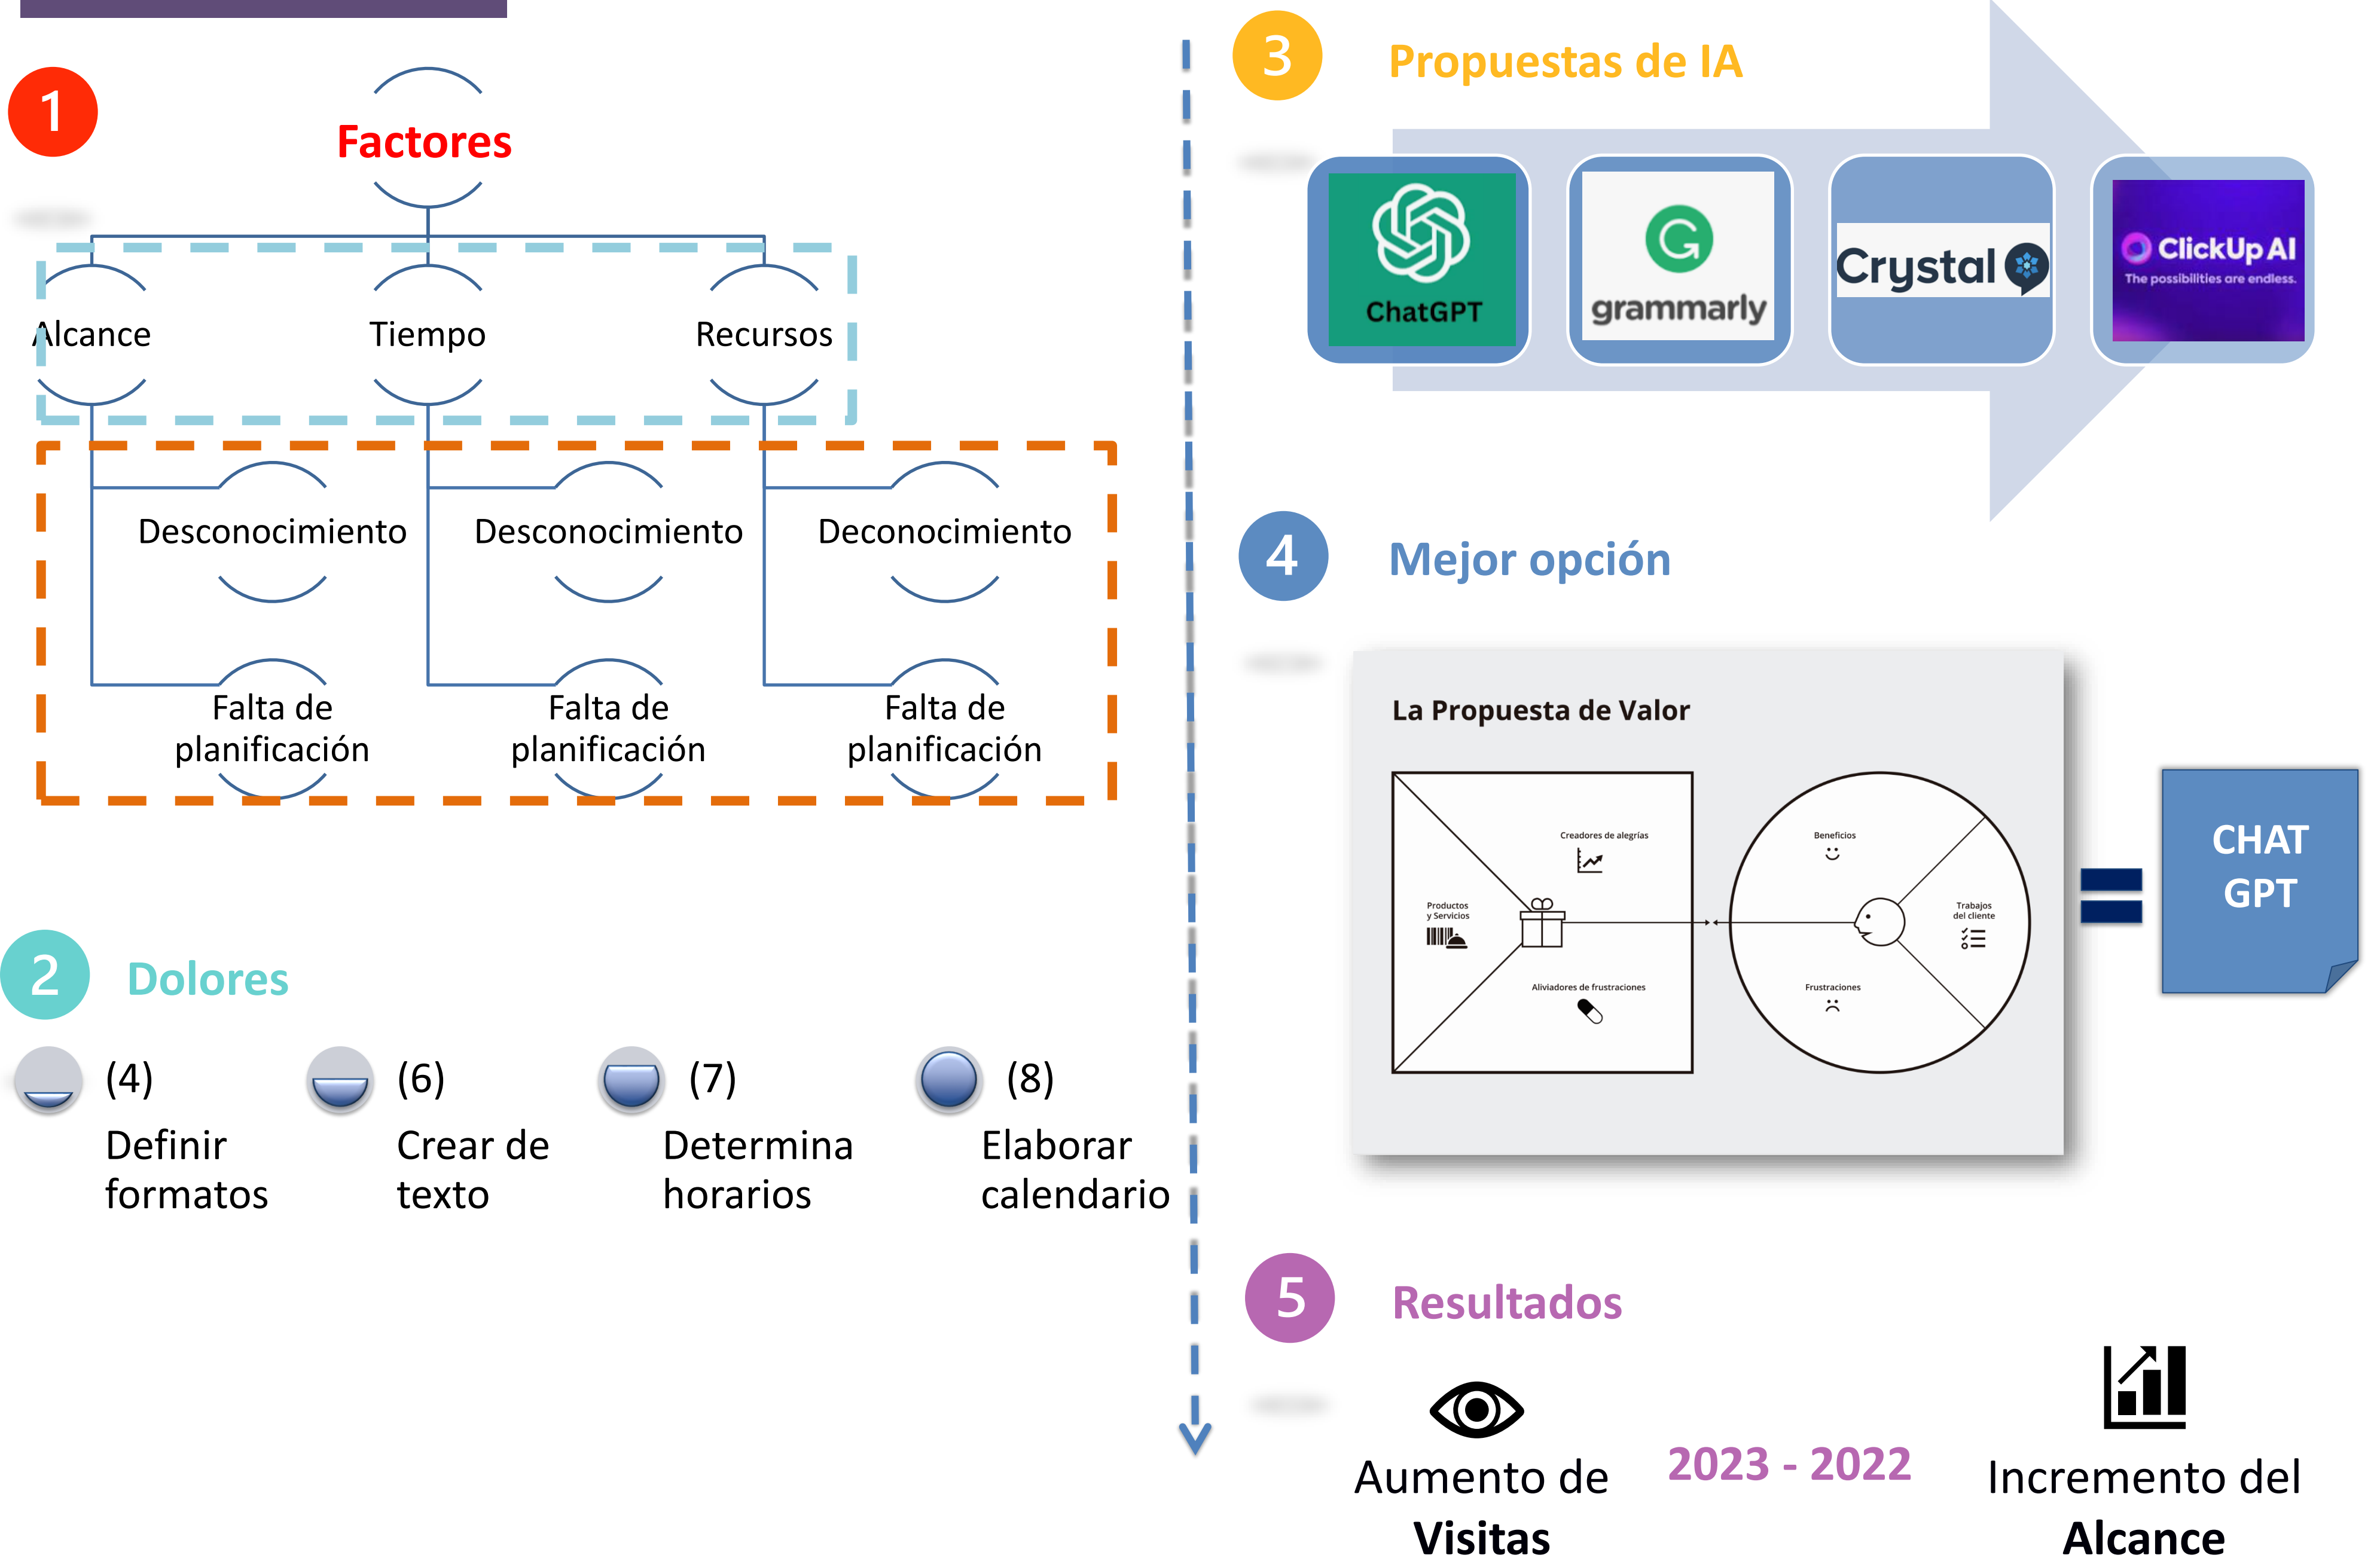 1
Factores
Alcance
Tiempo
Recursos
Desconocimiento
Desconocimiento
Deconocimiento
Falta de
planificación
Falta de
planificación
Falta de
planificación
2
Dolores
(4)
Definir
formatos
(6)
Crear de
texto
(7)
Determina
horarios
(8)
Elaborar
calendario
3
Propuestas de IA
ChatGPT
G
grammarly
Crystal
ClickUp AI
The possibilities are endless.
4
Mejor opción
La Propuesta de Valor
Creadores de alegrías
Productos
y Servicios
Aliviadores de frustraciones
Beneficios
Trabajos
del cliente
Frustraciones
CHAT
GPT
5
Resultados
Aumento de
Visitas
2023 - 2022
Incremento del
Alcance